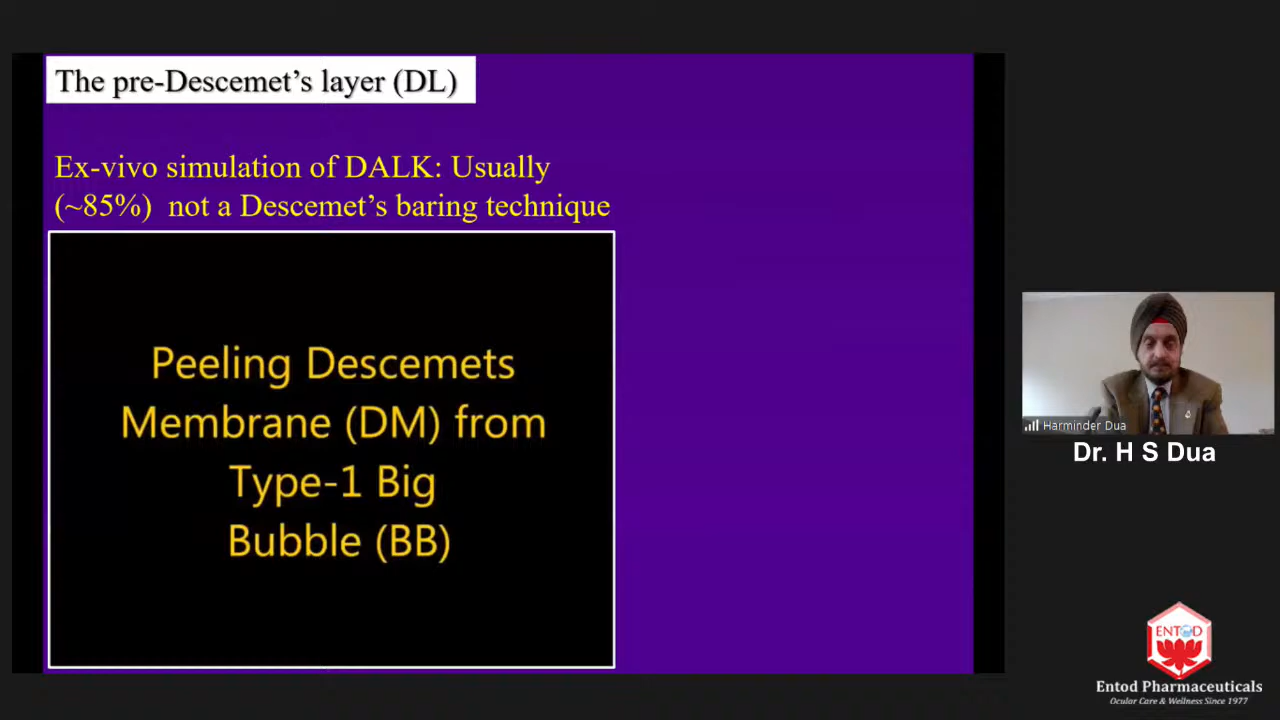 The pre-Descemet’s layer (DL)
Ex-vivo simulation of DALK: Usually
(~85%)  not a Descemet’s baring technique
Peeling Descemets
Membrane (DM) from
Type-1 Big
Bubble (BB)
Harminder Dua
Dr. H S Dua
ENTOD
Entod Pharmaceuticals
Ocular Care & Wellness Since 1977